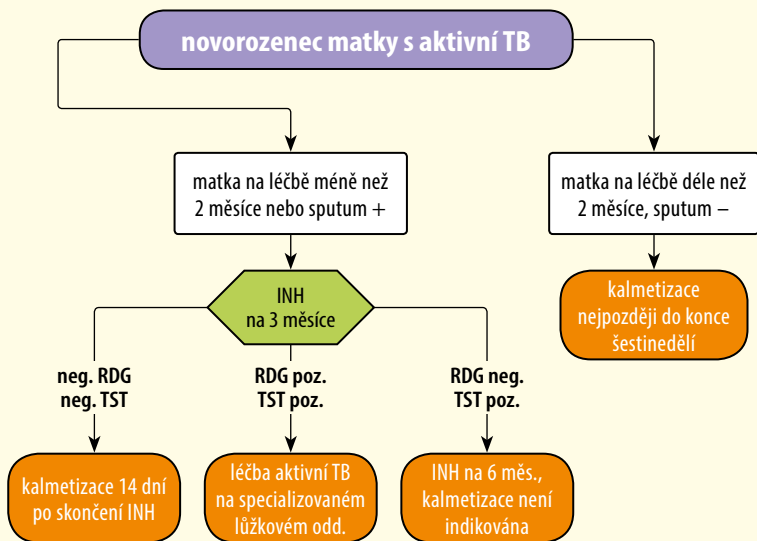 novorozenec matky s aktivní TB
matka na léčbě méně než
2 měsíce nebo sputum +
matka na léčbě déle než
2 měsíce, sputum −
INH
na 3 měsíce
kalmetizace
nejpozději do konce
šestinedělí
neg. RDG
neg. TST
RDG poz.
TST poz.
RDG neg.
TST poz.
kalmetizace 14 dní
po skončení INH
léčba aktivní TB
na specializovaném
lůžkovém odd.
INH na 6 měs.,
kalmetizace není
indikována